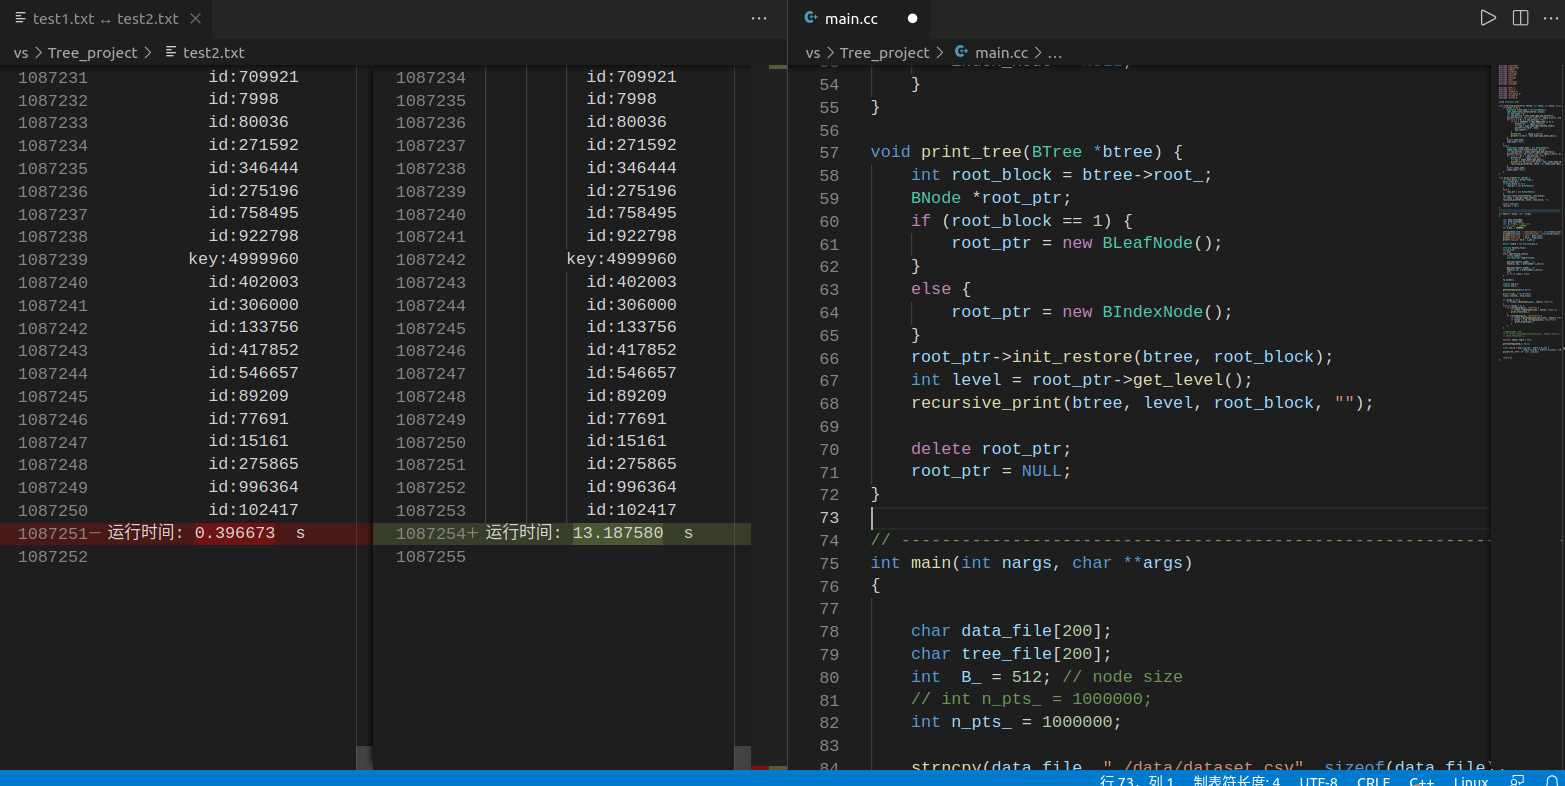 test1.txt ↔ test2.txt ×
vs > Tree_project > test2.txt
1087231 id:709921
1087232 id:7998
1087233 id:80036
1087234 id:271592
1087235 id:346444
1087236 id:275196
1087237 id:758495
1087238 id:922798
1087239 key:4999960
1087240 id:402003
1087241 id:306000
1087242 id:133756
1087243 id:417852
1087244 id:546657
1087245 id:89209
1087246 id:77691
1087247 id:15161
1087248 id:275865
1087249 id:996364
1087250 id:102417
1087251− 运行时间: 0.396673  s
1087252
1087234 id:709921
1087235 id:7998
1087236 id:80036
1087237 id:271592
1087238 id:346444
1087239 id:275196
1087240 id:758495
1087241 id:922798
1087242 key:4999960
1087243 id:402003
1087244 id:306000
1087245 id:133756
1087246 id:417852
1087247 id:546657
1087248 id:89209
1087249 id:77691
1087250 id:15161
1087251 id:275865
1087252 id:996364
1087253 id:102417
1087254+ 运行时间: 13.187580  s
1087255
main.cc
vs > Tree_project > main.cc > ...
54 }
55 }
56
57 void print_tree(BTree *btree) {
58 int root_block = btree->root_;
59 BNode *root_ptr;
60 if (root_block == 1) {
61 root_ptr = new BLeafNode();
62 }
63 else {
64 root_ptr = new BIndexNode();
65 }
66 root_ptr->init_restore(btree, root_block);
67 int level = root_ptr->get_level();
68 recursive_print(btree, level, root_block, "");
69
70 delete root_ptr;
71 root_ptr = NULL;
72 }
73
74 // -----------------------------------------------------------
75 int main(int nargs, char **args)
76 {
77
78 char data_file[200];
79 char tree_file[200];
80 int  B_ = 512; // node size
81 // int n_pts_ = 1000000;
82 int n_pts_ = 1000000;
83
84 strncpy(data_file, "./data/dataset.csv", sizeof(data_file)
行 73，列 1 制表符长度: 4 UTF-8 CRLF C++ Linux